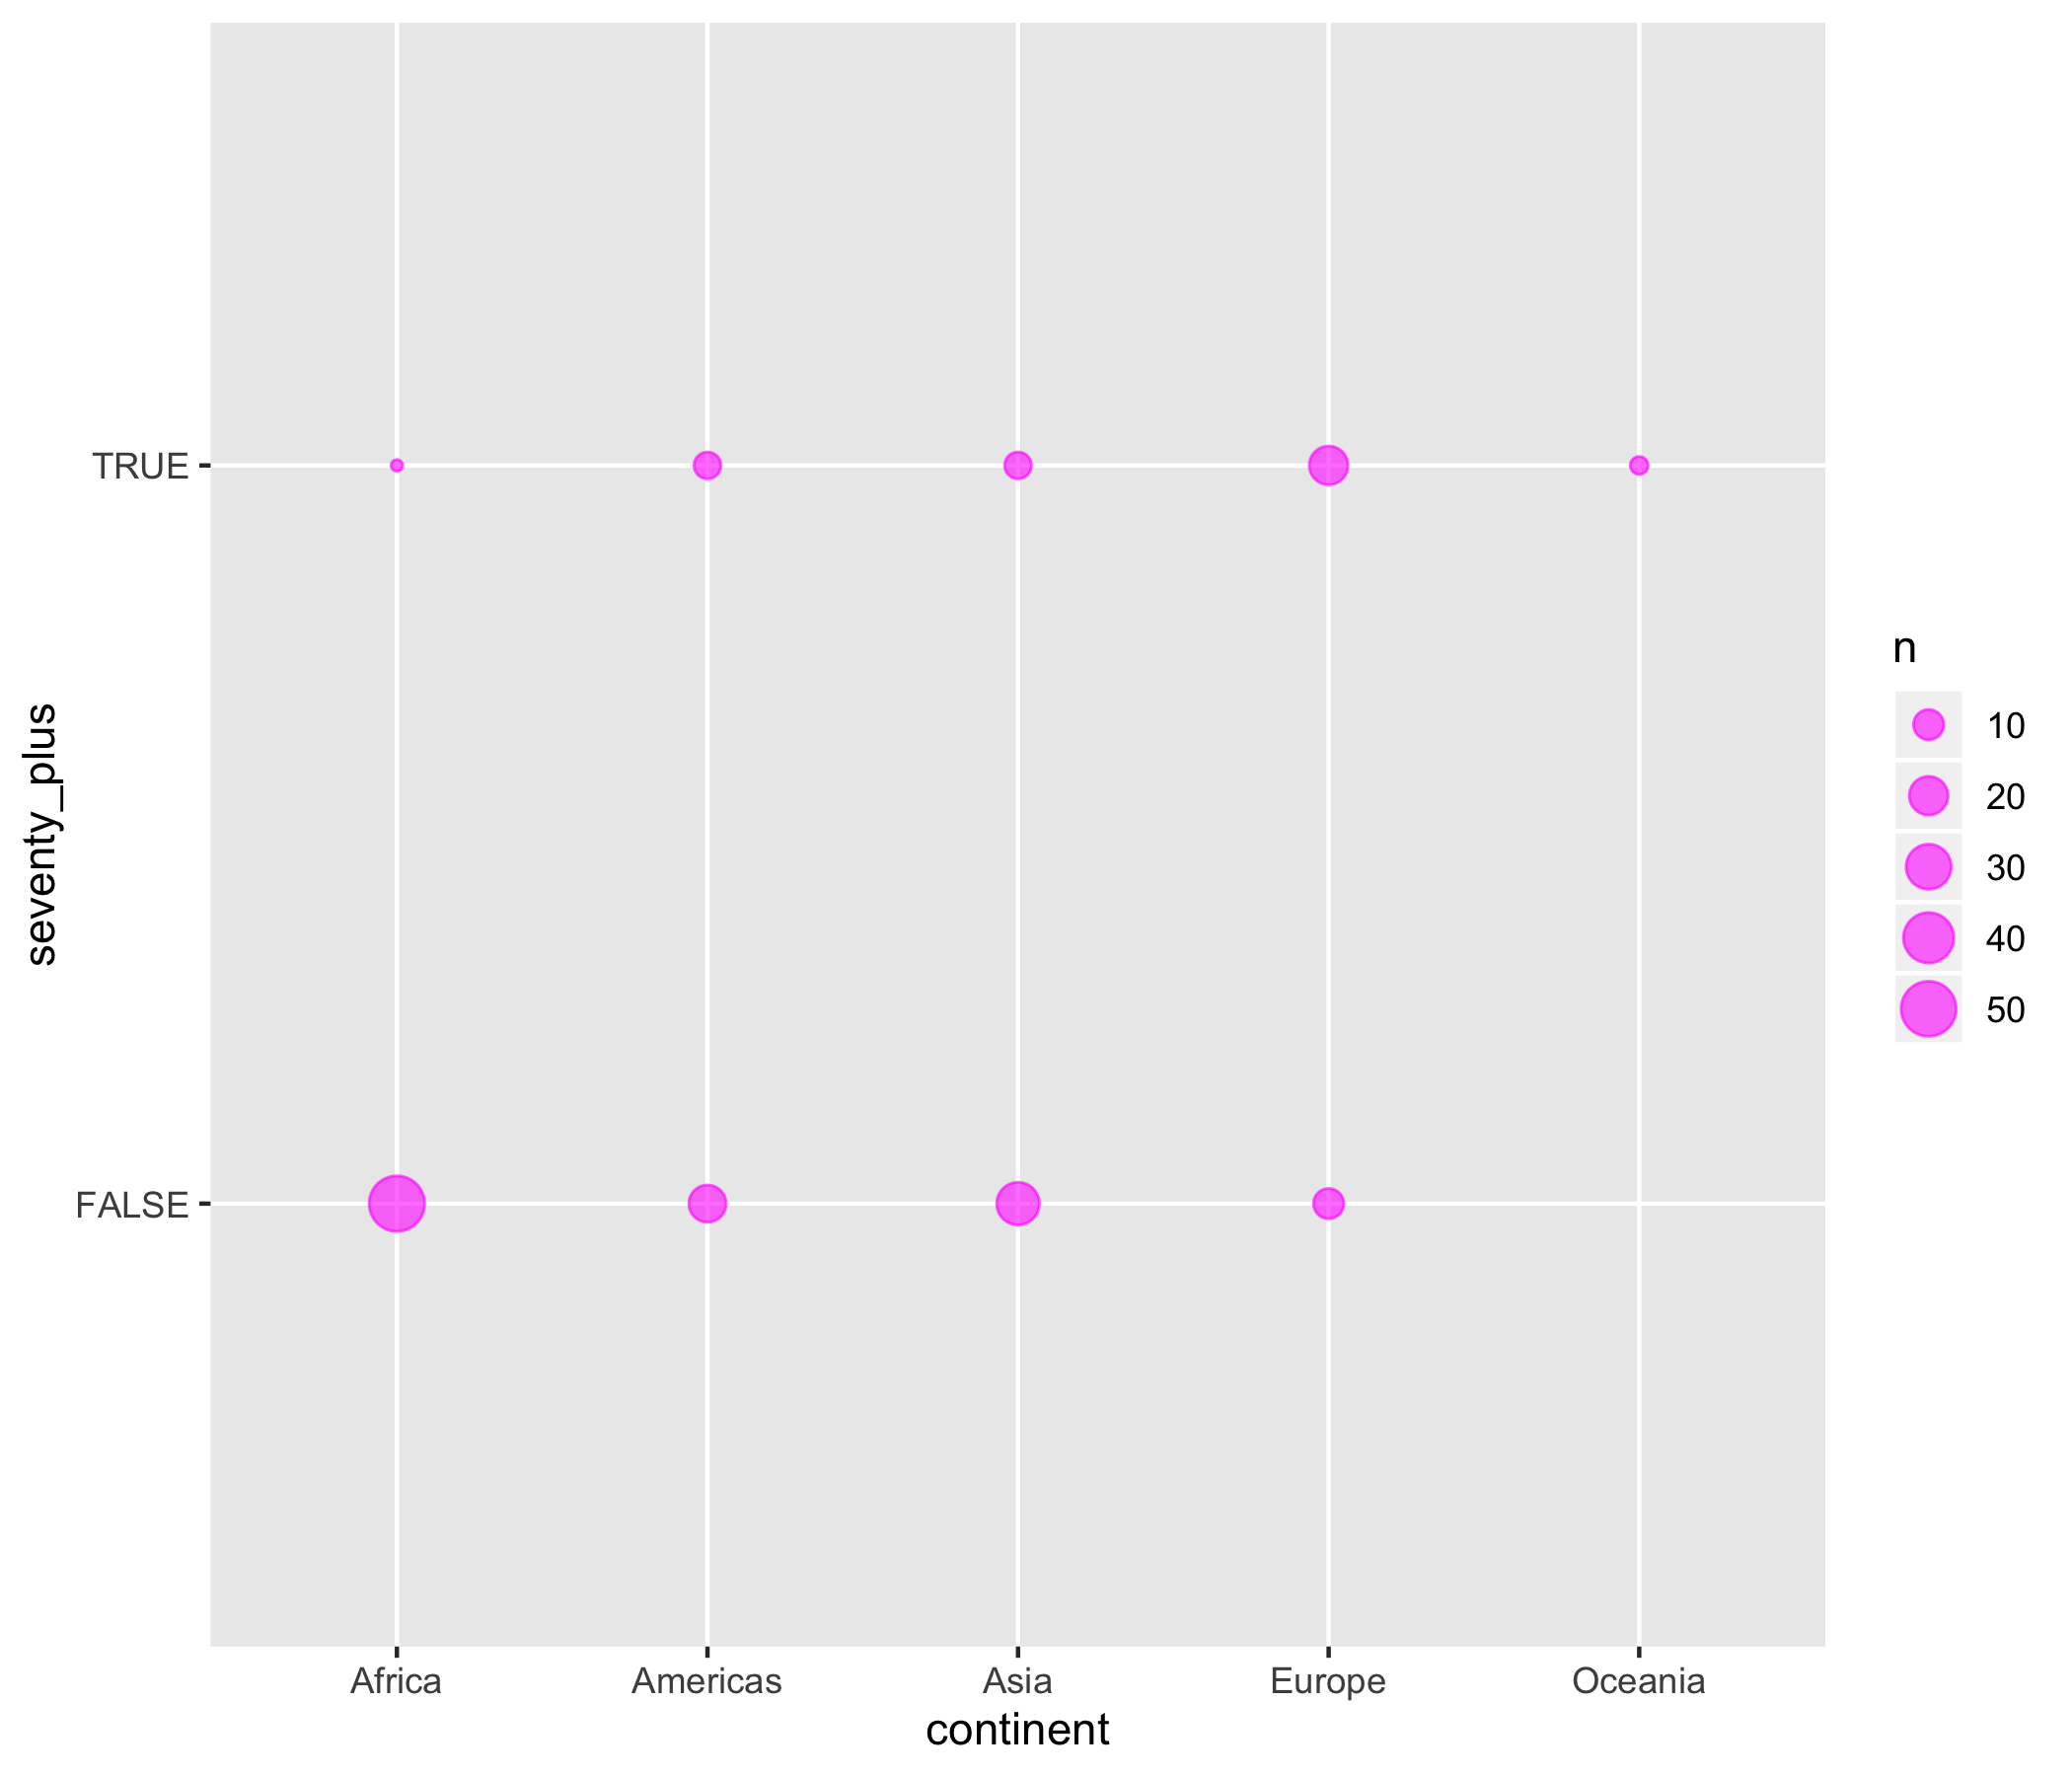 seventy_plus
TRUE
FALSE
Africa
Americas
Asia
Europe
Oceania
continent
n
10
20
30
40
50